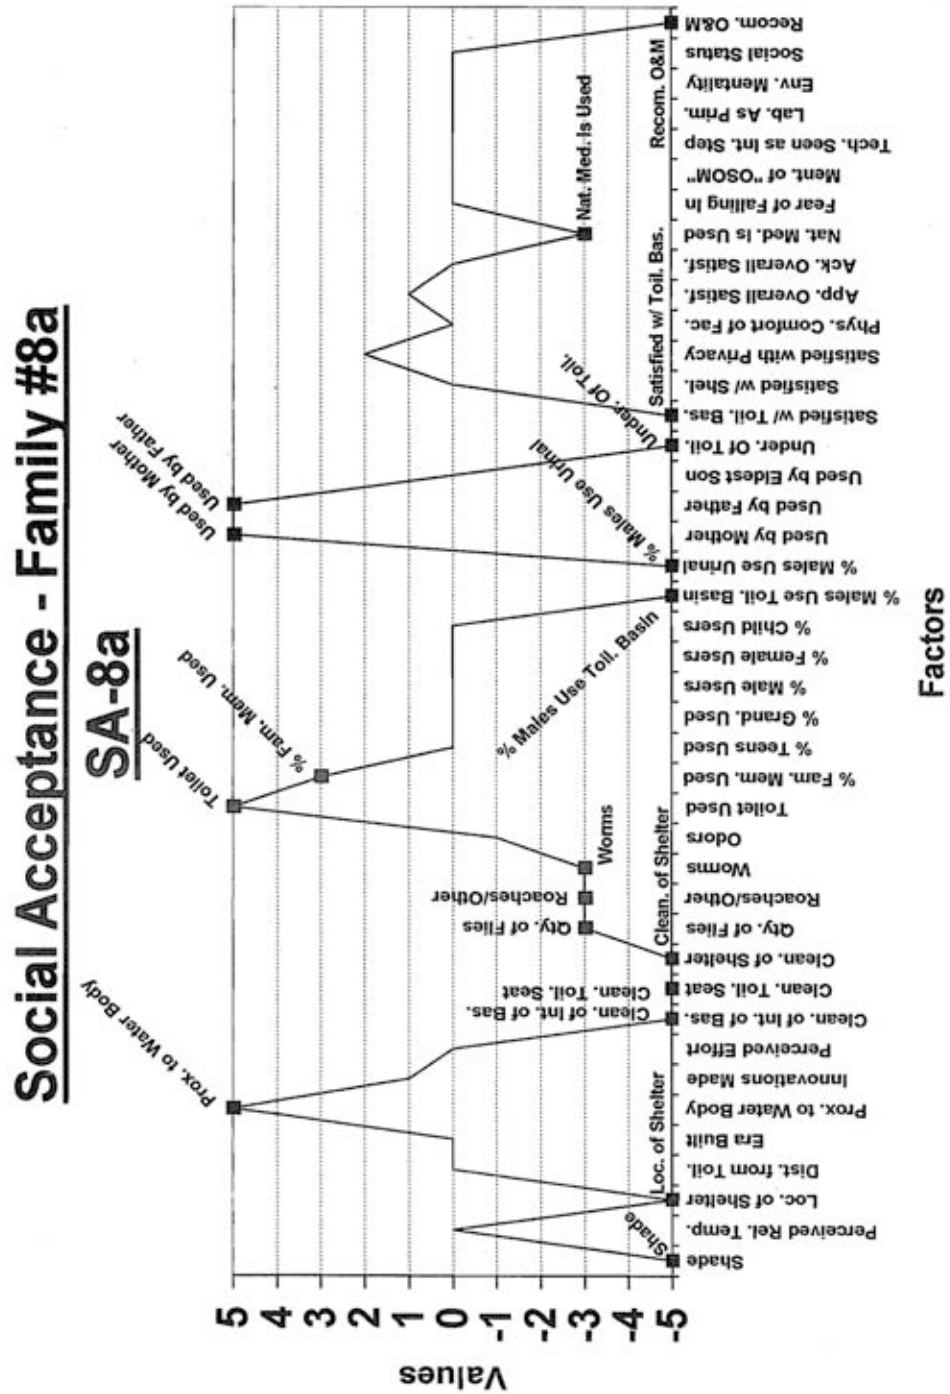 Social Acceptance - Family #8a
SA-8a
Values
5
4
3
2
1
0
-1
-2
-3
-4
-5
Prox. to Water Body
Toilet Used
% Fam. Mem. Used
Used by Mother
Used by Father
Shade
Loc. of Shelter
Clean. of Int. of Bas.
Clean. Toil. Seat
Clean. of Shelter
Qty. of Flies
Roaches/Other
Worms
% Males Use Toil. Basin
% Males Use Urinal
Under. Of Toil.
Satisfied w/ Toil. Bas.
Nat. Med. Is Used
Recom. O&M
Shade
Perceived Rel. Temp.
Loc. of Shelter
Dist. from Toil.
Era Built
Prox. to Water Body
Innovations Made
Perceived Effort
Clean. of Int. of Bas.
Clean. Toil. Seat
Clean. of Shelter
Qty. of Flies
Roaches/Other
Worms
Odors
Toilet Used
% Fam. Mem. Used
% Teens Used
% Grand. Used
% Male Users
% Female Users
% Child Users
% Males Use Toil. Basin
% Males Use Urinal
Used by Mother
Used by Father
Used by Eldest Son
Under. Of Toil.
Satisfied w/ Toil. Bas.
Satisfied w/ Shel.
Satisfied with Privacy
Phys. Comfort of Fac.
App. Overall Satisf.
Ack. Overall Satisf.
Nat. Med. Is Used
Fear of Falling In
Ment. of "OSOM"
Tech. Seen as Int. Step
Lab. As Prim.
Env. Mentality
Social Status
Recom. O&M
Factors